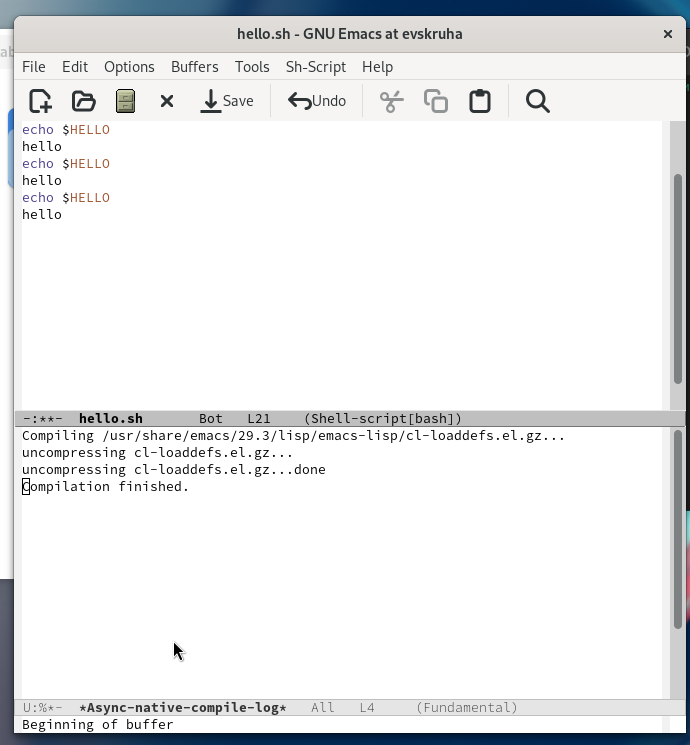 hello.sh - GNU Emacs at evskruha
File Edit Options Buffers Tools Sh-Script Help
Save Undo
echo $HELLO
hello
echo $HELLO
hello
echo $HELLO
hello
-:**- hello.sh Bot L21 (Shell-script[bash])
Compiling /usr/share/emacs/29.3/lisp/emacs-lisp/cl-loaddefs.el.gz...
uncompressing cl-loaddefs.el.gz...
uncompressing cl-loaddefs.el.gz...done
Compilation finished.
U:%*- *Async-native-compile-log* All L4 (Fundamental)
Beginning of buffer